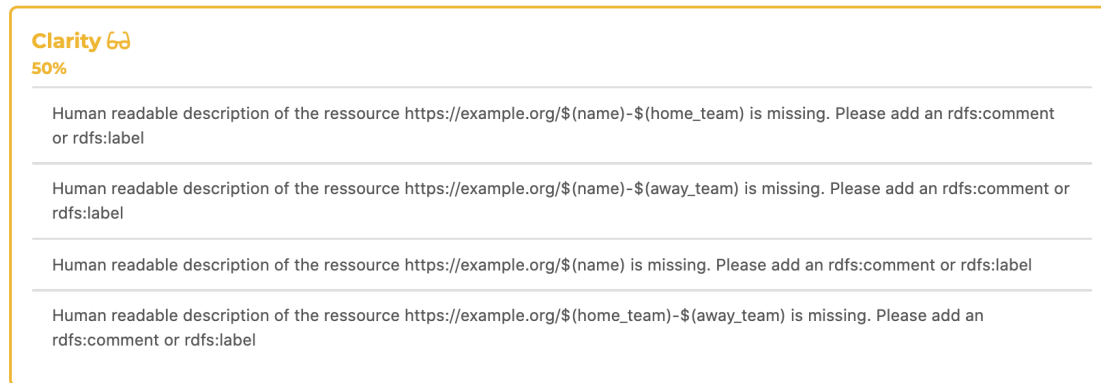 Clarity
50%
Human readable description of the ressource https://example.org/$(name)-$(home_team) is missing. Please add an rdfs:comment
or rdfs:label
Human readable description of the ressource https://example.org/$(name)-$(away_team) is missing. Please add an rdfs:comment or
rdfs:label
Human readable description of the ressource https://example.org/$(name) is missing. Please add an rdfs:comment or rdfs:label
Human readable description of the ressource https://example.org/$(home_team)-$(away_team) is missing. Please add an
rdfs:comment or rdfs:label